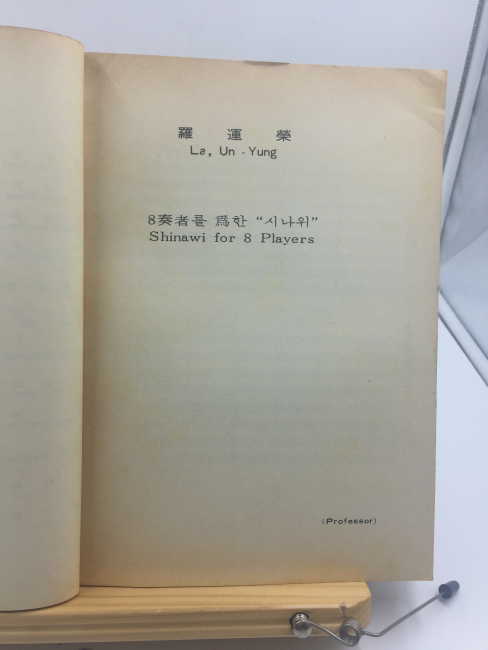 羅 運 榮
La, Un - Yung
8奏者를 爲한 “시나위”
Shinawi for 8 Players
(Professor)